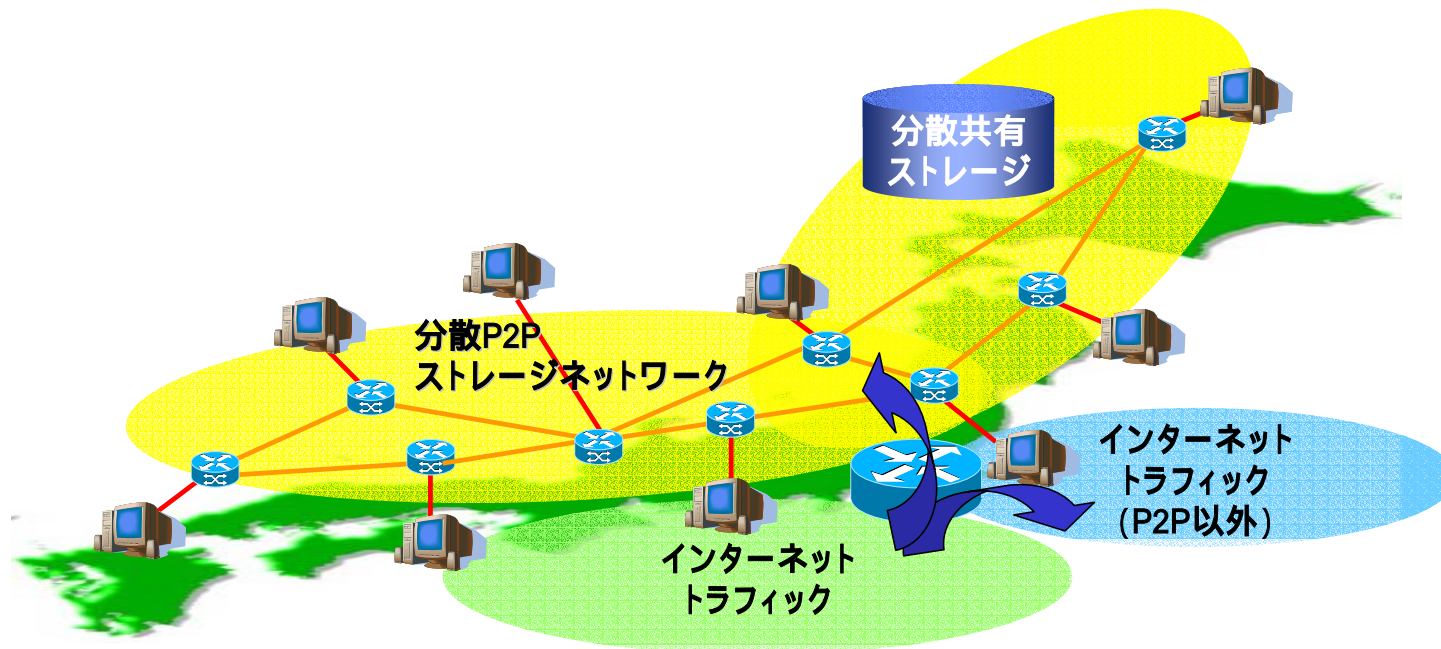 分散共有
ストレージ
分散P2P
ストレージネットワーク
インターネット
トラフィック
(P2P以外)
インターネット
トラフィック